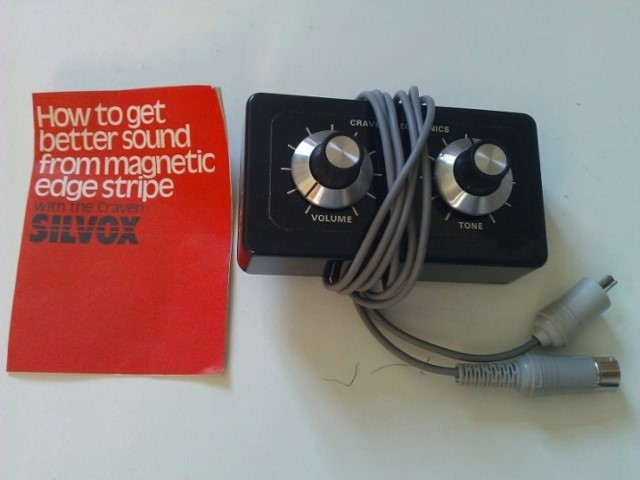 How to get
better sound
from magnetic
edge stripe
with the Craven
SILVOX
VOLUME
TONE